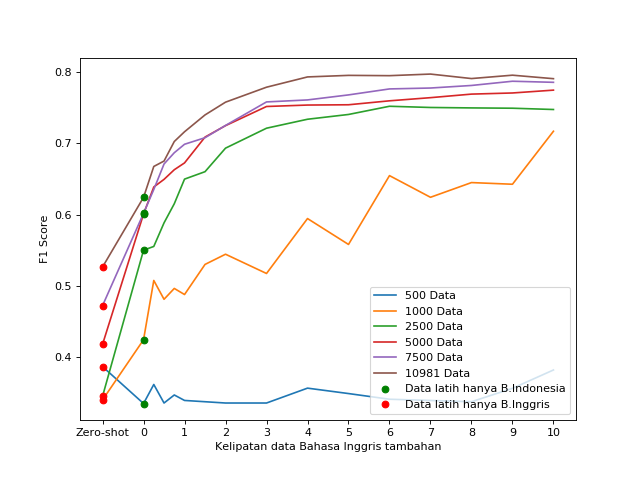 0.8
0.7
0.6
0.5
0.4
F1 Score
500 Data
1000 Data
2500 Data
5000 Data
7500 Data
10981 Data
Data latih hanya B.Indonesia
Data latih hanya B.Inggris
Zero-shot 0 1 2 3 4 5 6 7 8 9 10
Kelipatan data Bahasa Inggris tambahan